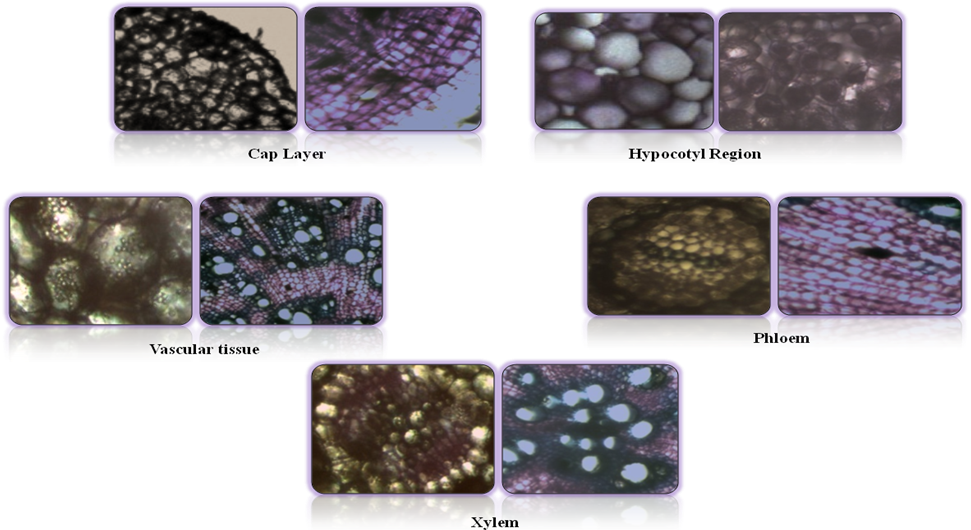 Cap Layer
Hypocotyl Region
Vascular tissue
Phloem
Xylem